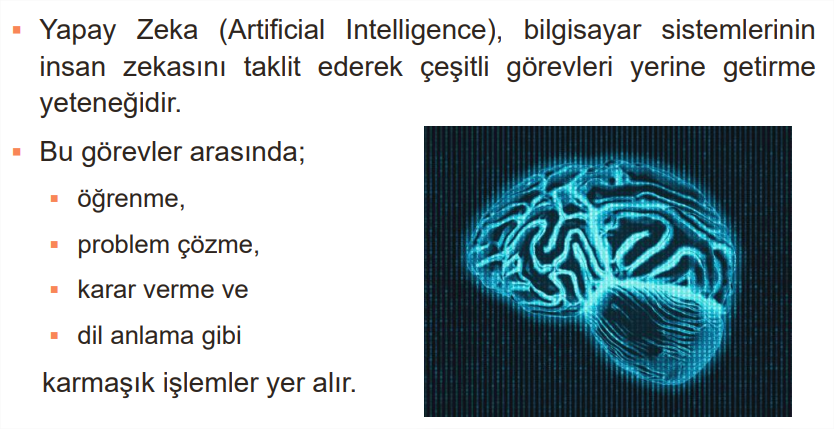 Yapay Zeka (Artificial Intelligence), bilgisayar sistemlerinin
insan zekasını taklit ederek çeşitli görevleri yerine getirme
yeteneğidir.
Bu görevler arasında;
öğrenme,
problem çözme,
karar verme ve
dil anlama gibi
karmaşık işlemler yer alır.